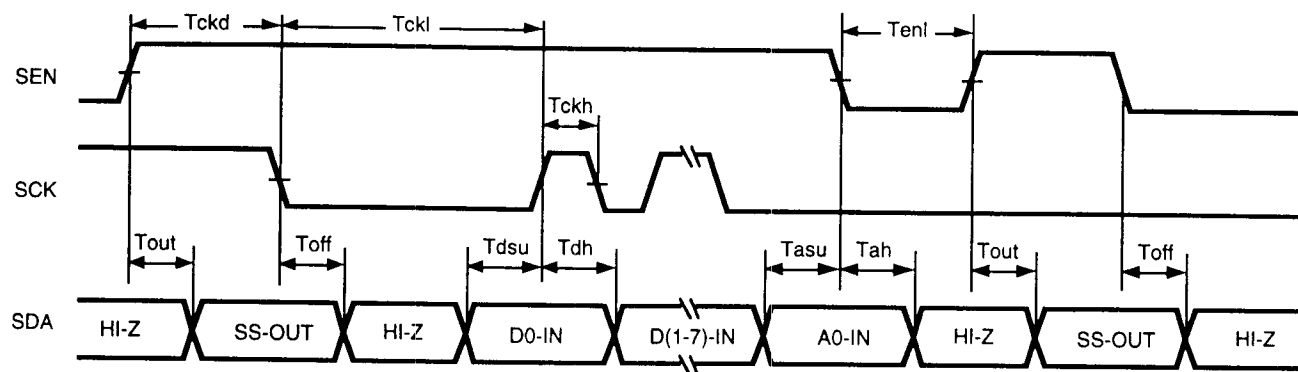 Tckd Tckl Tenl
SEN
Tckh
SCK
Tout Toff Tdsu Tdh Tasu Tah Tout Toff
SDA HI-Z SS-OUT HI-Z D0-IN D(1-7)-IN A0-IN HI-Z SS-OUT HI-Z